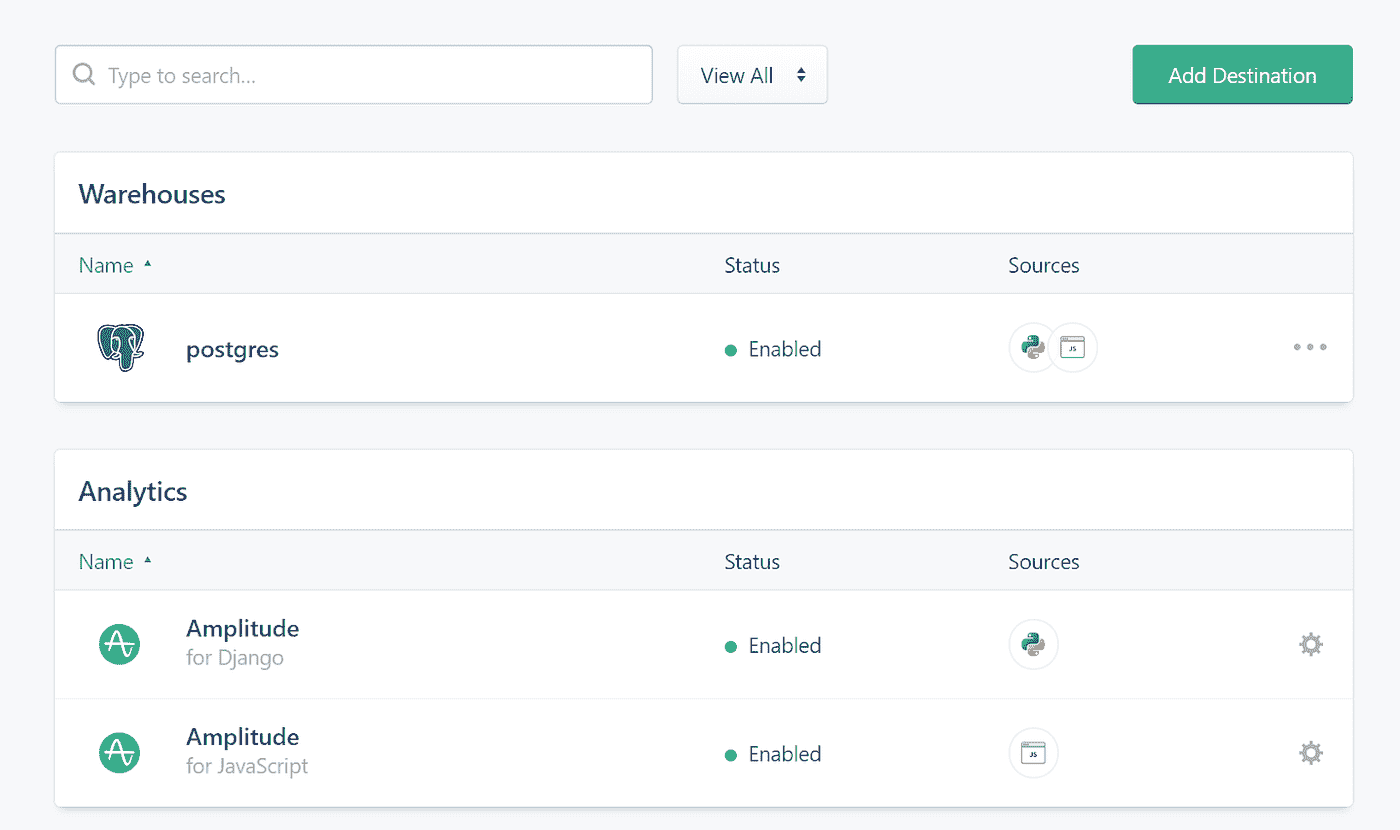 Type to search...
View All
Add Destination
Warehouses
Name Status Sources
postgres Enabled JS
Analytics
Name Status Sources
Amplitude
for Django
Enabled
Amplitude
for JavaScript
Enabled JS